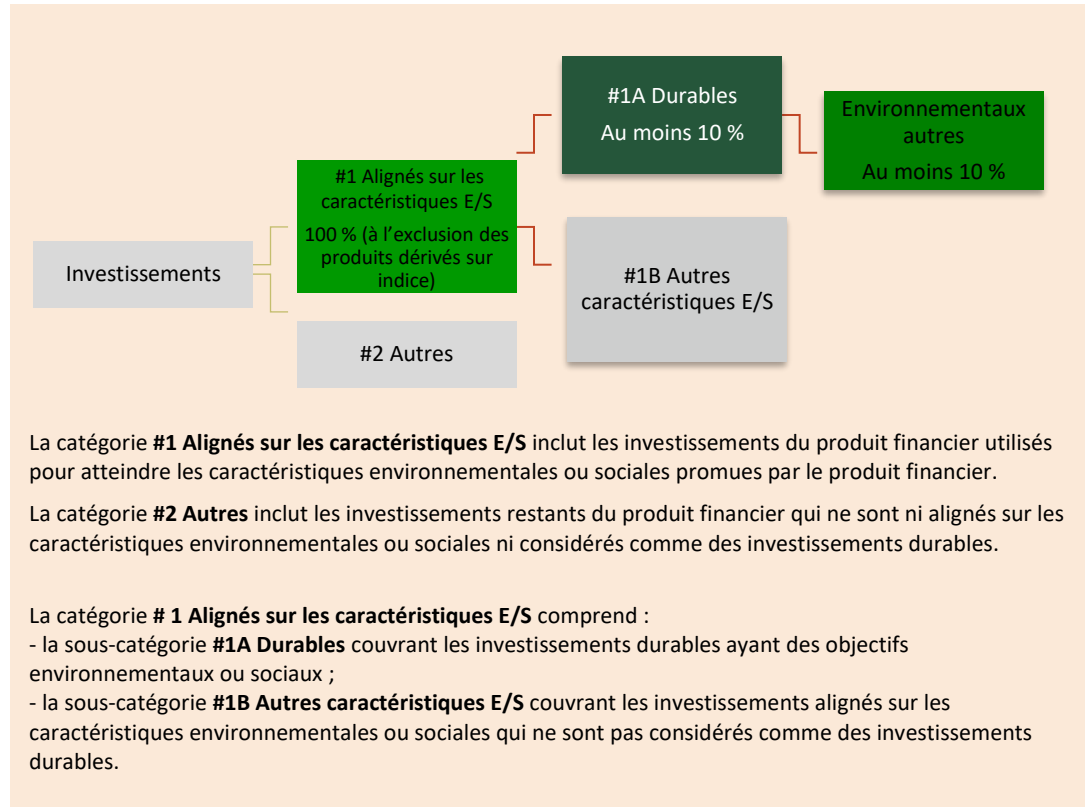 #1A Durables
Au moins 10 %
Environnementaux
autres
Au moins 10 %
#1 Alignés sur les
caractéristiques E/S
100 % (à l’exclusion des
produits dérivés sur
indice)
Investissements
#1B Autres
caractéristiques E/S
#2 Autres
La catégorie #1 Alignés sur les caractéristiques E/S inclut les investissements du produit financier utilisés
pour atteindre les caractéristiques environnementales ou sociales promues par le produit financier.
La catégorie #2 Autres inclut les investissements restants du produit financier qui ne sont ni alignés sur les
caractéristiques environnementales ou sociales ni considérés comme des investissements durables.
La catégorie # 1 Alignés sur les caractéristiques E/S comprend :
- la sous-catégorie #1A Durables couvrant les investissements durables ayant des objectifs
environnementaux ou sociaux ;
- la sous-catégorie #1B Autres caractéristiques E/S couvrant les investissements alignés sur les
caractéristiques environnementales ou sociales qui ne sont pas considérés comme des investissements
durables.